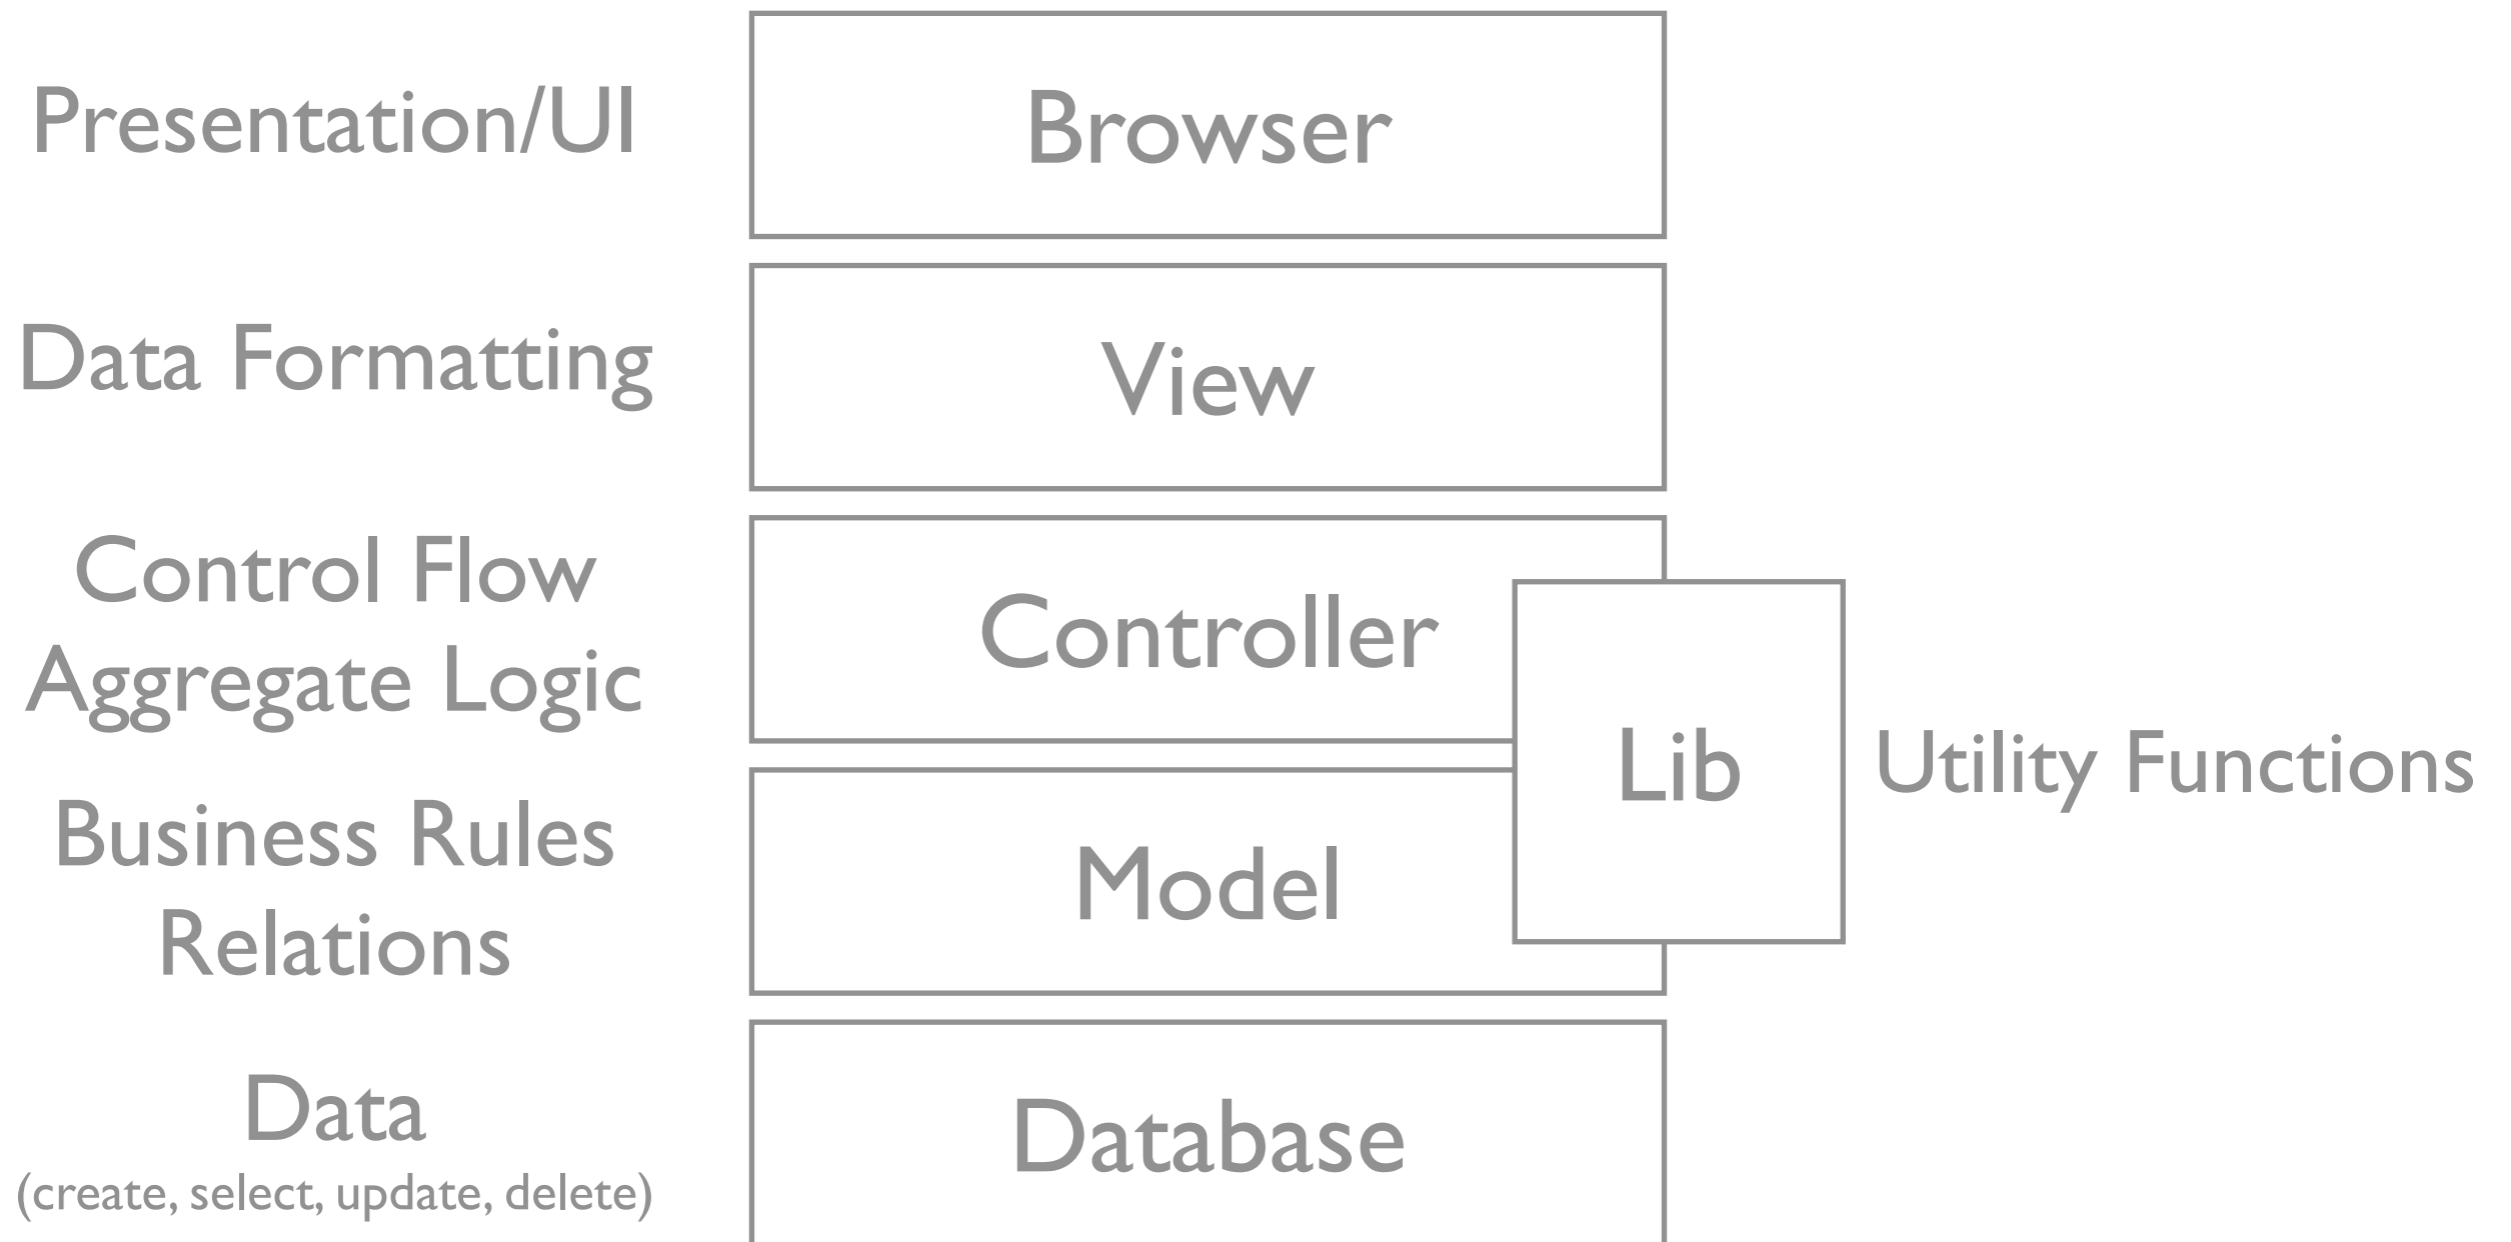 Presentation/UI
Browser
Data Formatting
View
Control Flow
Aggregate Logic
Controller
Lib
Utility Functions
Business Rules
Relations
Model
Data
(create, select, update, delete)
Database